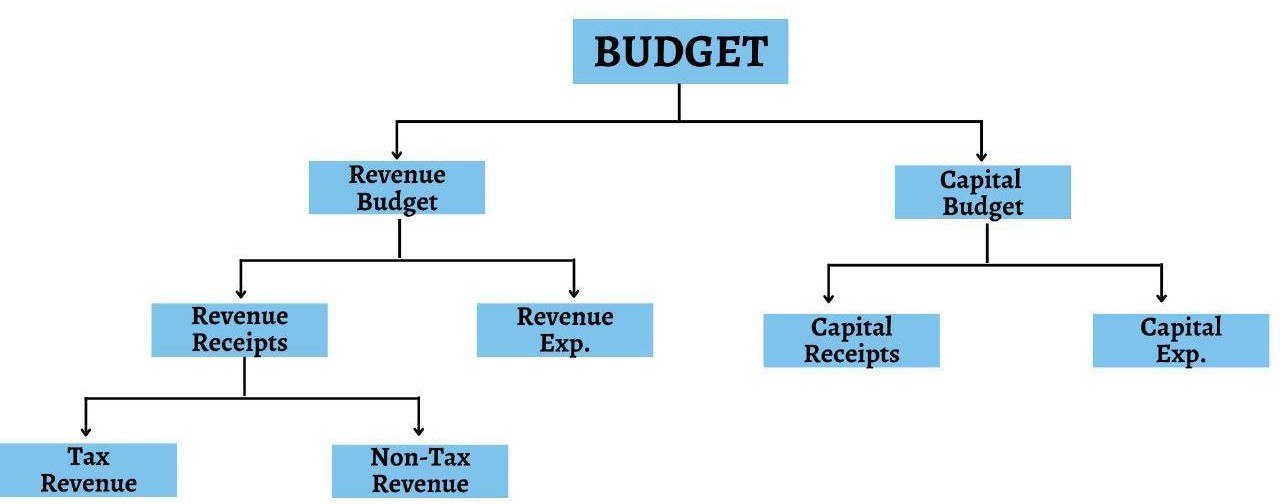 BUDGET
Revenue
Budget
Capital
Budget
Revenue
Receipts
Revenue
Exp.
Capital
Receipts
Capital
Exp.
Tax
Revenue
Non-Tax
Revenue